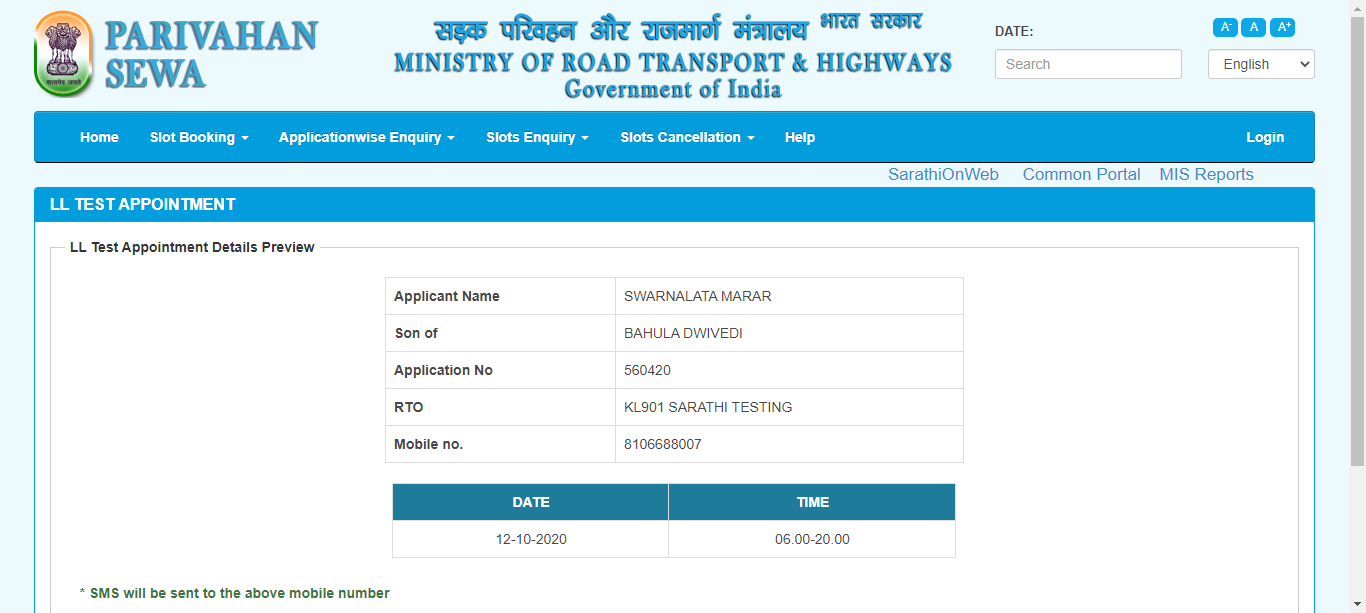 PARIVAHAN
SEWA
सड़क परिवहन और राजमार्ग मंत्रालय भारत सरकार
MINISTRY OF ROAD TRANSPORT & HIGHWAYS
Government of India
DATE:
A- A A+
Search
English
Home Slot Booking Applicationwise Enquiry Slots Enquiry Slots Cancellation Help Login
SarathiOnWeb Common Portal MIS Reports
LL TEST APPOINTMENT
LL Test Appointment Details Preview
Applicant Name SWARNALATA MARAR
Son of BAHULA DWIVEDI
Application No 560420
RTO KL901 SARATHI TESTING
Mobile no. 8106688007
DATE TIME
12-10-2020 06.00-20.00
* SMS will be sent to the above mobile number